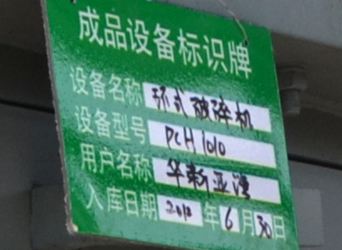 成品设备标识牌
设备名称 环式破碎机
设备型号 PCH1010
用户名称 华新亚湾
入库日期 2010 年 6 月 30 日